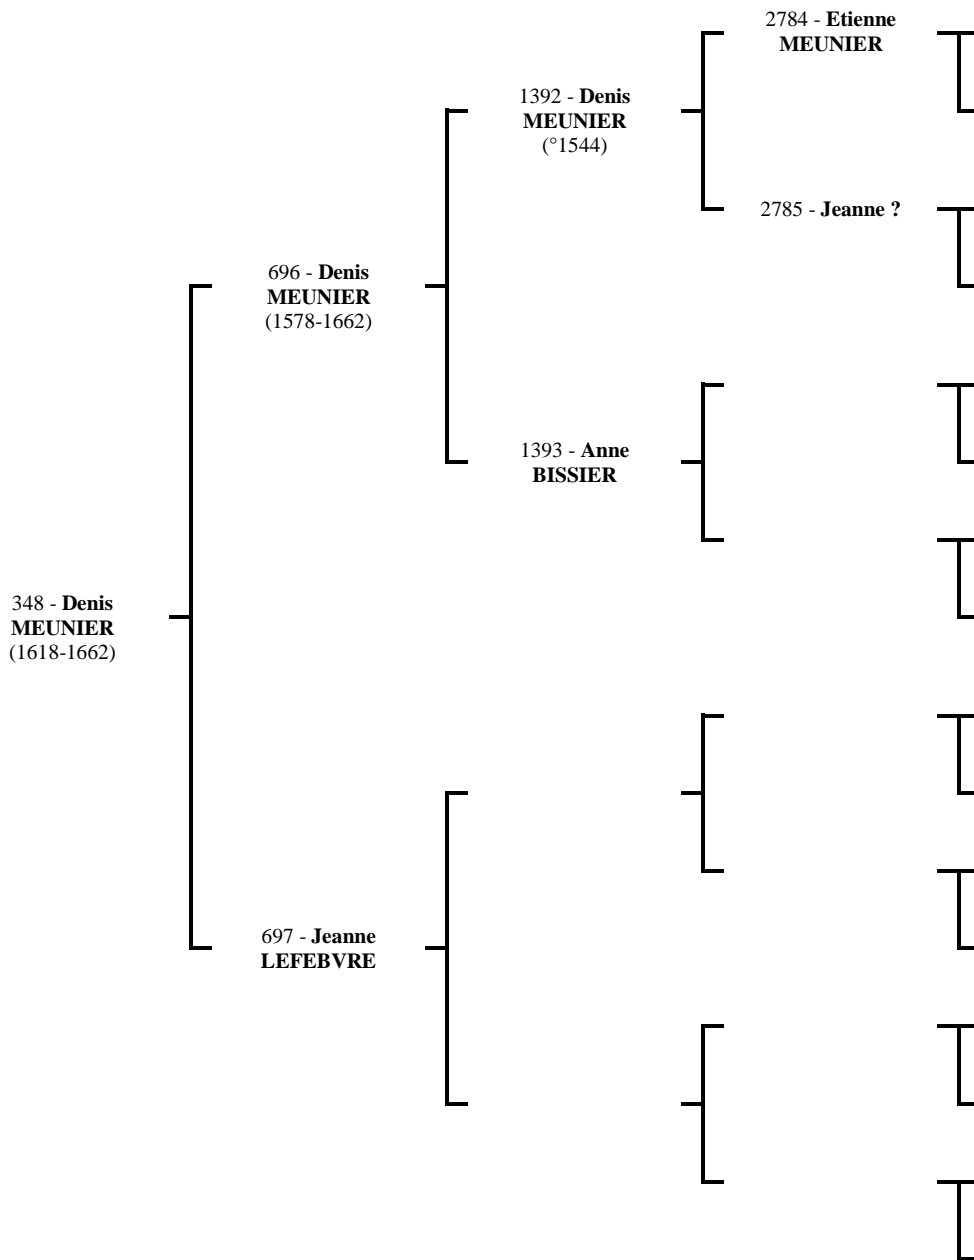 2784 - Etienne
MEUNIER
1392 - Denis
MEUNIER
(°1544)
2785 - Jeanne ?
696 - Denis
MEUNIER
(1578-1662)
1393 - Anne
BISSIER
348 - Denis
MEUNIER
(1618-1662)
697 - Jeanne
LEFEBVRE